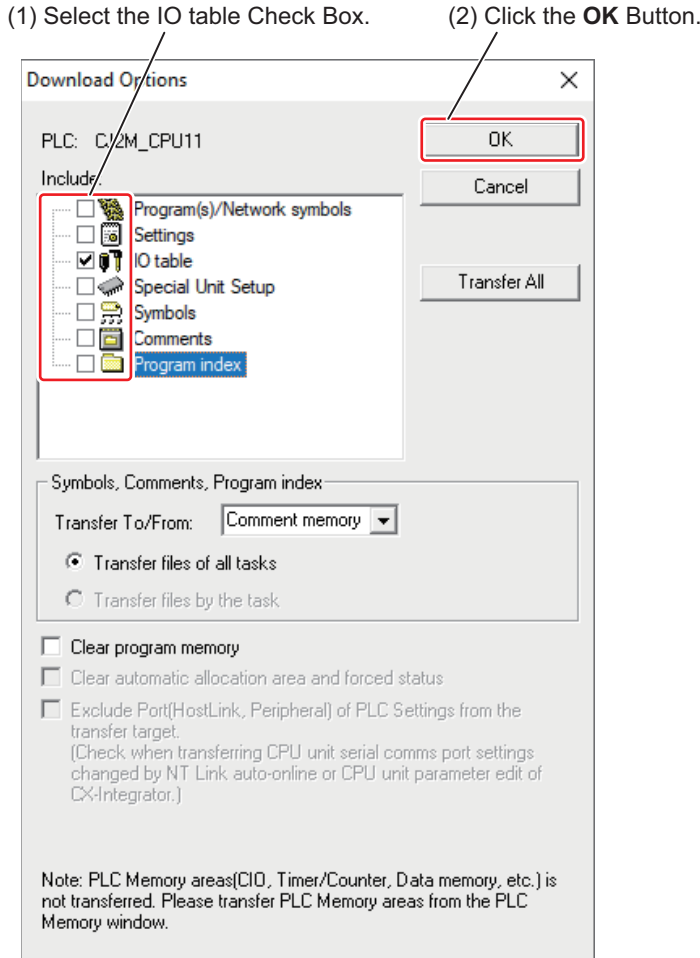 (1) Select the IO table Check Box.
(2) Click the OK Button.
Download Options
PLC: CJ2M_CPU11
OK
Include:
Cancel
Program(s)/Network symbols
Settings
IO table
Special Unit Setup
Transfer All
Symbols
Comments
Program index
Symbols, Comments, Program index
Transfer To/From: Comment memory
Transfer files of all tasks
Transfer files by the task
Clear program memory
Clear automatic allocation area and forced status
Exclude Port(HostLink, Peripheral) of PLC Settings from the
transfer target.
(Check when transferring CPU unit serial comms port settings
changed by NT Link auto-online or CPU unit parameter edit of
CX-Integrator.)
Note: PLC Memory areas(CIO, Timer/Counter, Data memory, etc.) is
not transferred. Please transfer PLC Memory areas from the PLC
Memory window.